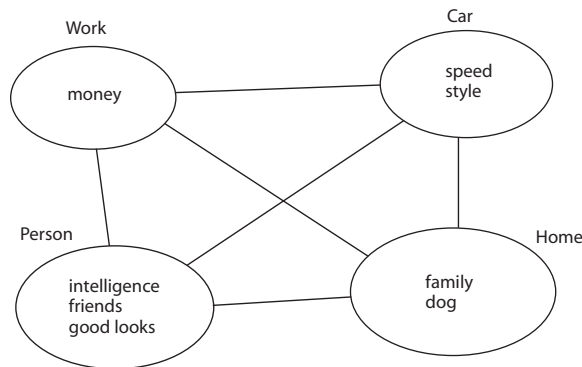 Work
money
Car
speed
style
Person
intelligence
friends
good looks
Home
family
dog